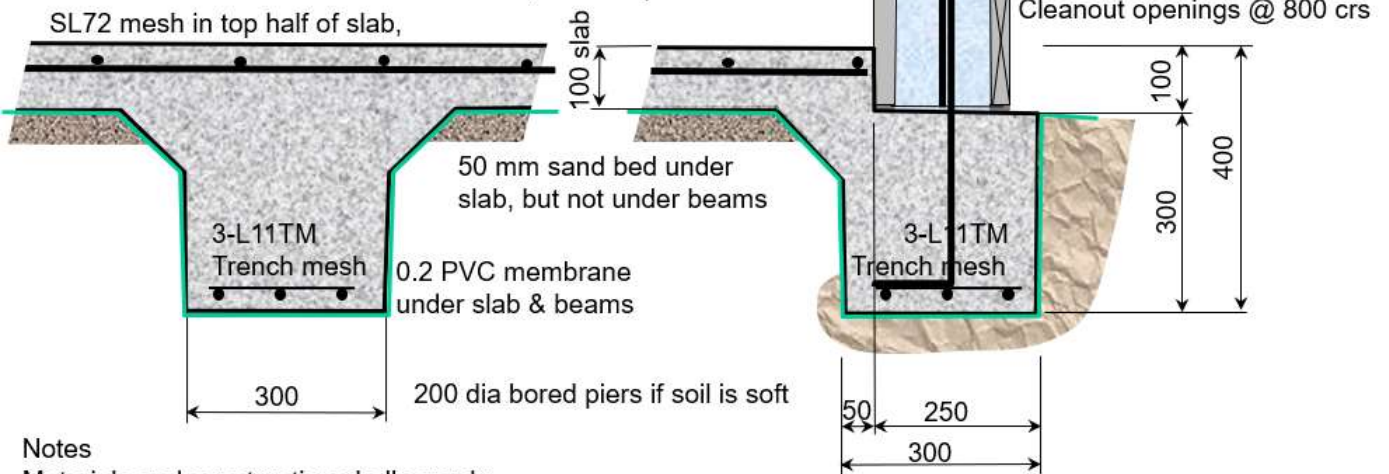 SL72 mesh in top half of slab,
Cleanout openings @ 800 crs
100 slab
100
400
300
50 mm sand bed under
slab, but not under beams
3-L11TM
Trench mesh
3-L11TM
Trench mesh
0.2 PVC membrane
under slab & beams
300
200 dia bored piers if soil is soft
50
250
300
Notes